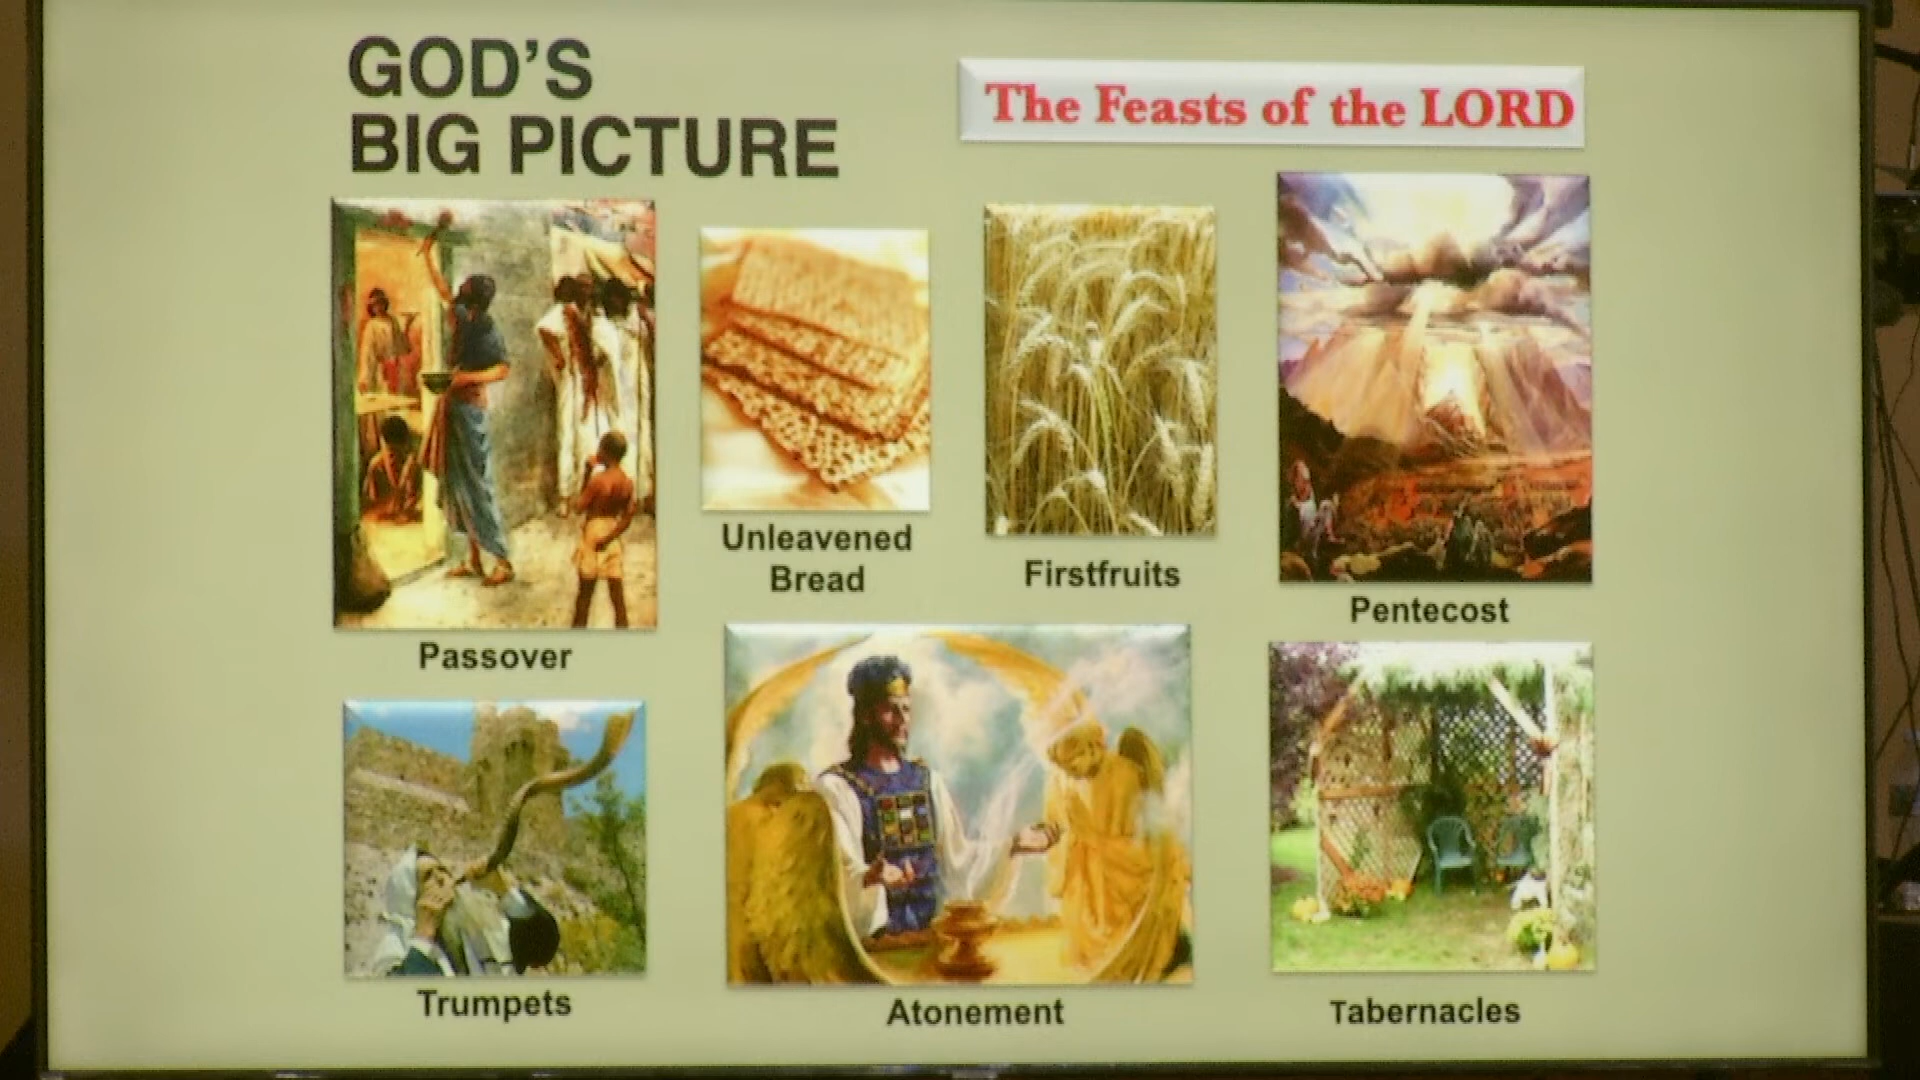 GOD'S
BIG PICTURE
The Feasts of the LORD
Passover
Unleavened
Bread
Firstfruits
Pentecost
Trumpets
Atonement
Tabernacles